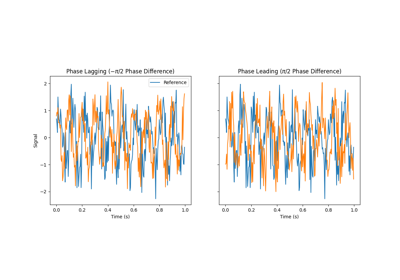 Phase Lagging (−π/2 Phase Difference)
Phase Leading (π/2 Phase Difference)
Reference
2
1
0
−1
−2
Signal
0.0 0.2 0.4 0.6 0.8 1.0
0.0 0.2 0.4 0.6 0.8 1.0
Time (s)
Time (s)